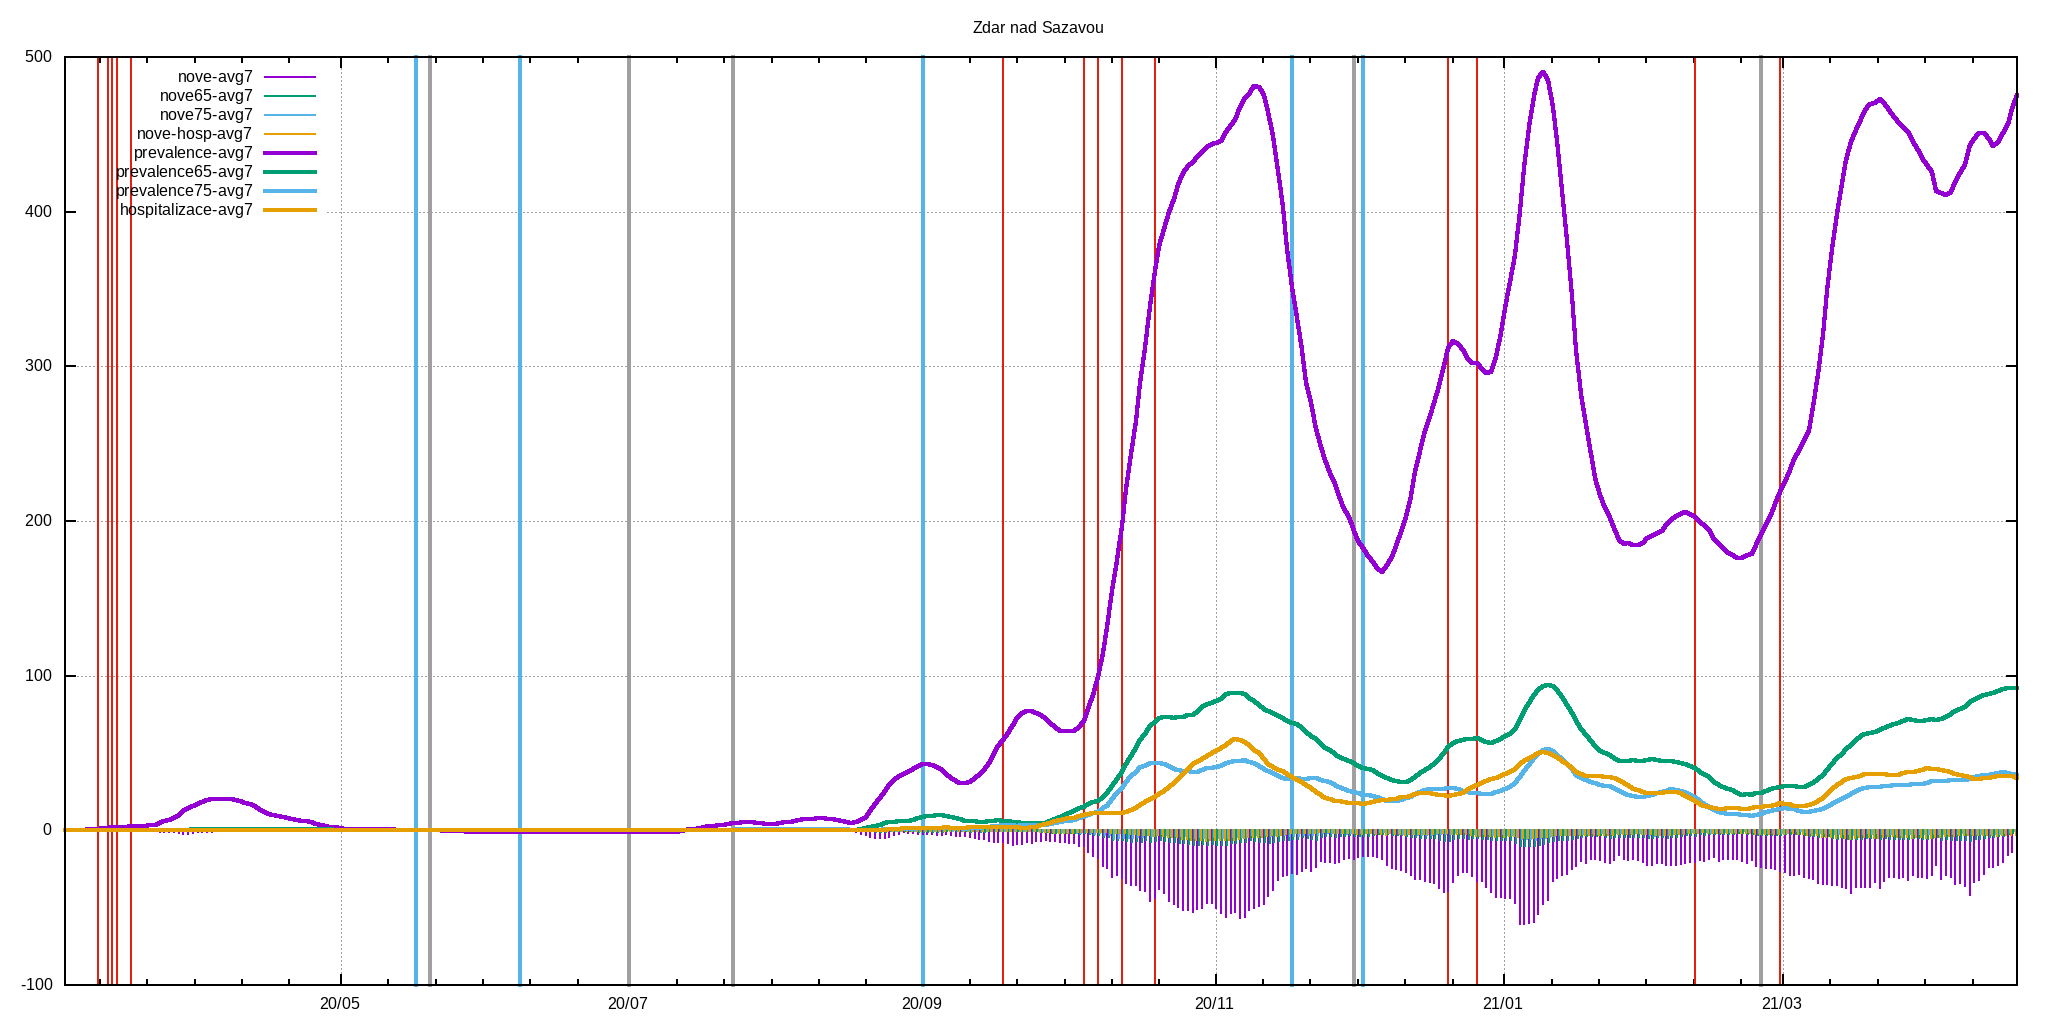 Zdar nad Sazavou
500
400
300
200
100
0
-100
nove-avg7
nove65-avg7
nove75-avg7
nove-hosp-avg7
prevalence-avg7
prevalence65-avg7
prevalence75-avg7
hospitalizace-avg7
20/05
20/07
20/09
20/11
21/01
21/03